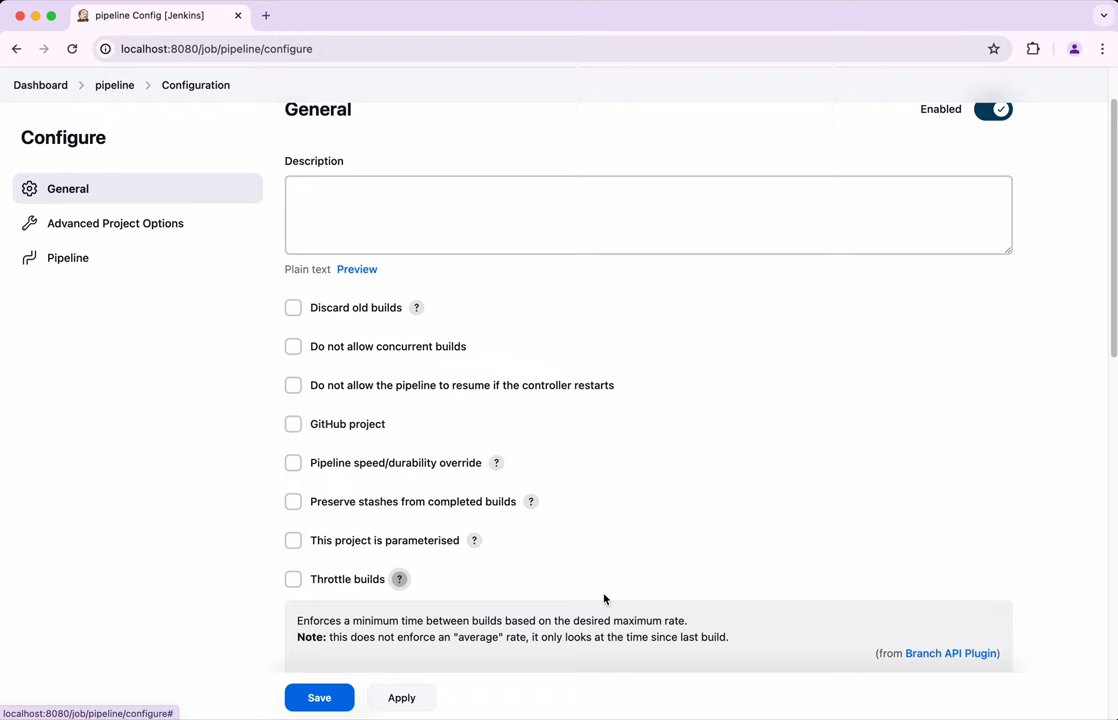 pipeline Config [Jenkins]
localhost:8080/job/pipeline/configure
Dashboard > pipeline > Configuration
Configure
General
Advanced Project Options
Pipeline
General
Enabled
Description
Plain text Preview
Discard old builds ?
Do not allow concurrent builds
Do not allow the pipeline to resume if the controller restarts
GitHub project
Pipeline speed/durability override ?
Preserve stashes from completed builds ?
This project is parameterised ?
Throttle builds ?
Enforces a minimum time between builds based on the desired maximum rate.
Note: this does not enforce an "average" rate, it only looks at the time since last build.
(from Branch API Plugin)
Save Apply
localhost:8080/job/pipeline/configure#